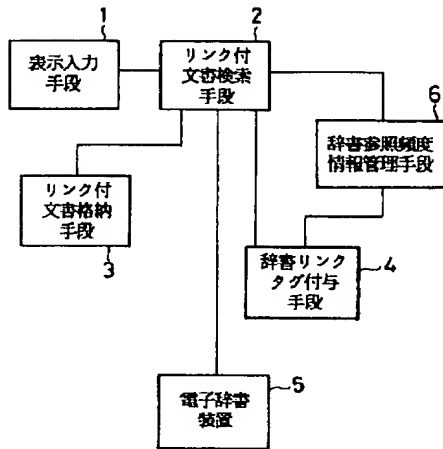 1
表示入力
手段
2
リンク付
文書検索
手段
6
辞書参照頻度
情報管理手段
リンク付
文書格納
手段
3
辞書リンク
タグ付与
手段
4
5
電子辞書
装置